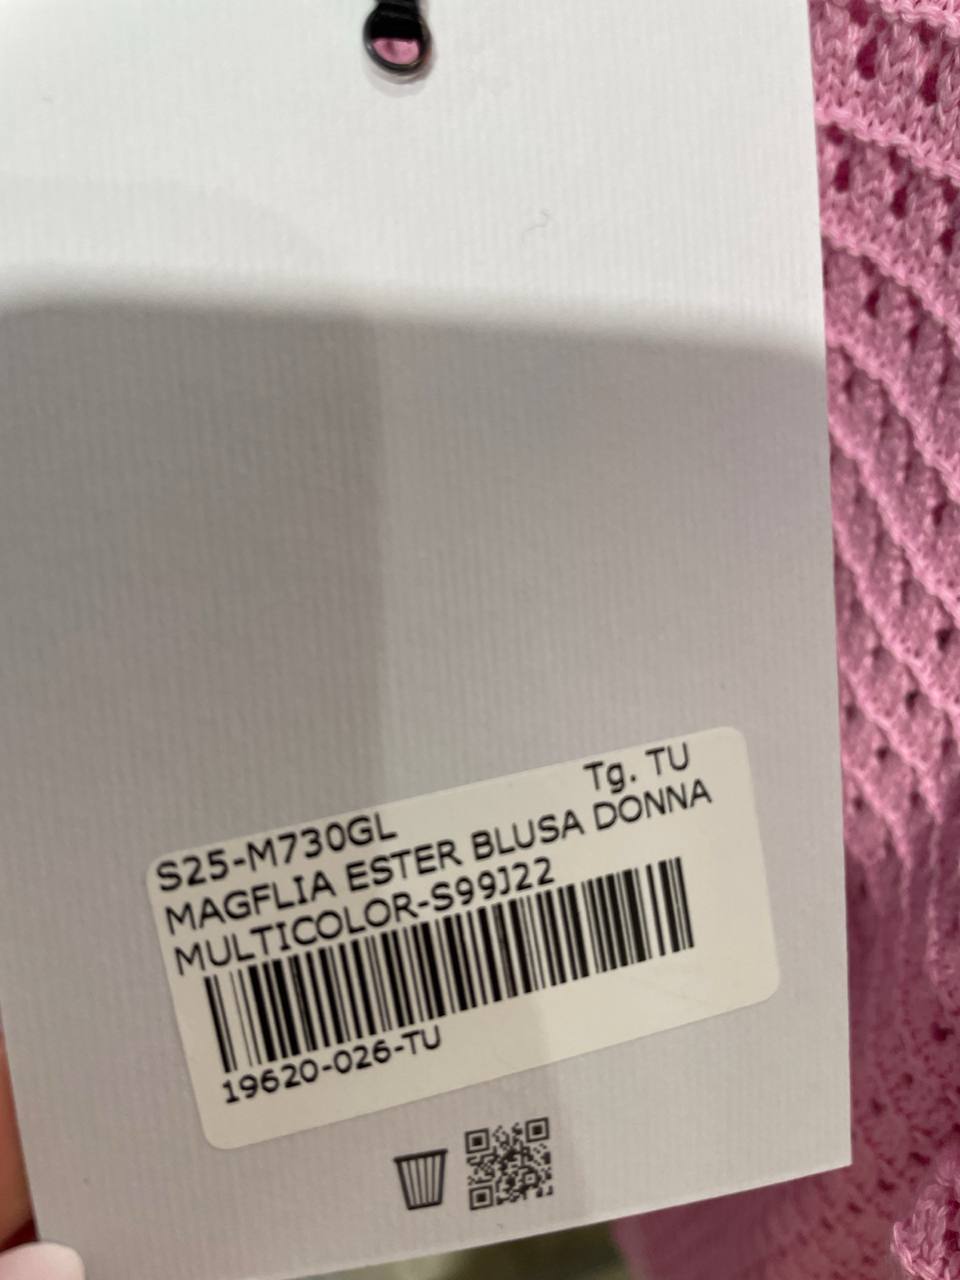 Tg. TU
S25-M730GL
MAGFLIA ESTER BLUSA DONNA
MULTICOLOR-S99J22
19620-026-TU